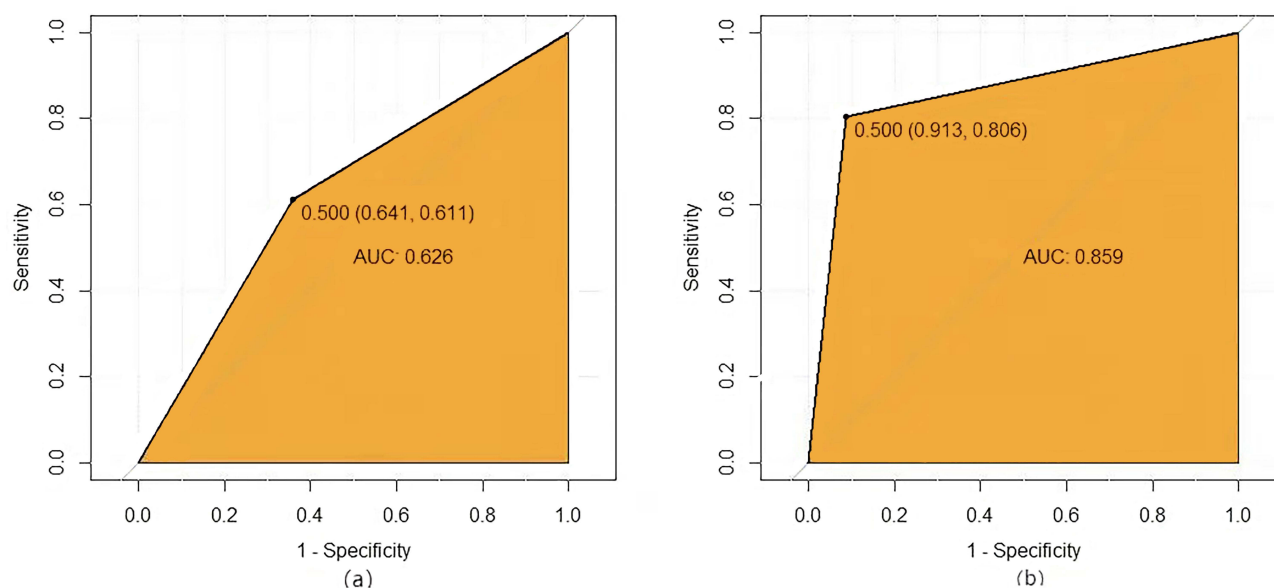 1.0
0.8
0.6
0.4
0.2
0.0
Sensitivity
0.500 (0.641, 0.611)
AUC: 0.626
0.0 0.2 0.4 0.6 0.8 1.0
1 - Specificity
(a)
1.0
0.8
0.6
0.4
0.2
0.0
Sensitivity
0.500 (0.913, 0.806)
AUC: 0.859
0.0 0.2 0.4 0.6 0.8 1.0
1 - Specificity
(b)